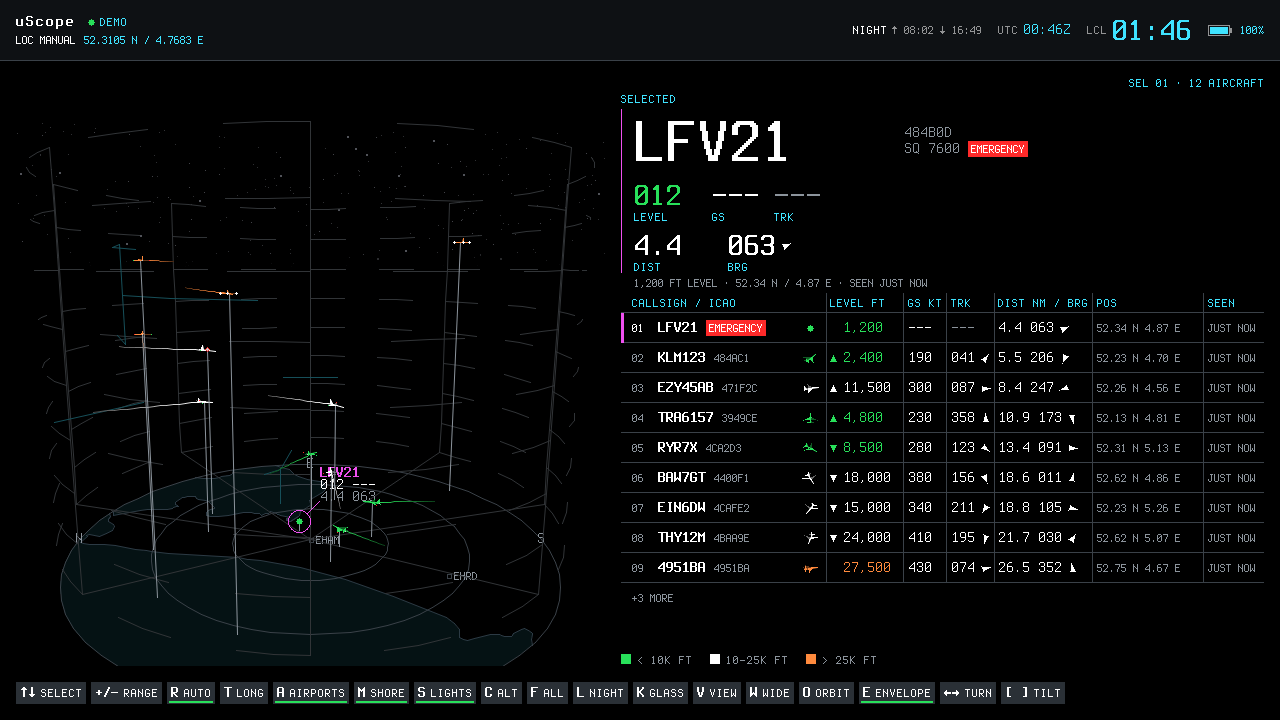 uScope DEMO
LOC MANUAL 52.3105 N / 4.7683 E
NIGHT ↑ 08:02 ↓ 16:49 UTC 00:46Z LCL 01:46 100%
SEL 01 · 12 AIRCRAFT
SELECTED
LFV21
484B0D
SQ 7600 EMERGENCY
012 --- ---
LEVEL GS TRK
4.4 063
DIST BRG
1,200 FT LEVEL · 52.34 N / 4.87 E · SEEN JUST NOW
CALLSIGN / ICAO LEVEL FT GS KT TRK DIST NM / BRG POS SEEN
01 LFV21 EMERGENCY 1,200 --- --- 4.4 063 52.34 N 4.87 E JUST NOW
02 KLM123 484AC1 ▲ 2,400 190 041 5.5 206 52.23 N 4.70 E JUST NOW
03 EZY45AB 471F2C ▲ 11,500 300 087 8.4 247 52.26 N 4.56 E JUST NOW
04 TRA6157 3949CE ▲ 4,800 230 358 10.9 173 52.13 N 4.81 E JUST NOW
05 RYR7X 4CA2D3 ▼ 8,500 280 123 13.4 091 52.31 N 5.13 E JUST NOW
06 BAW7GT 4400F1 ▼ 18,000 380 156 18.6 011 52.62 N 4.86 E JUST NOW
07 EIN6DW 4CAFE2 ▼ 15,000 340 211 18.8 105 52.23 N 5.26 E JUST NOW
08 THY12M 4BAA9E ▼ 24,000 410 195 21.7 030 52.62 N 5.07 E JUST NOW
09 4951BA 4951BA 27,500 430 074 26.5 352 52.75 N 4.67 E JUST NOW
+3 MORE
E
LFV21
012 ---
4.4 063
N
S
EHAM
EHRD
< 10K FT 10-25K FT > 25K FT
↑↓ SELECT +/- RANGE R AUTO T LONG A AIRPORTS M SHORE S LIGHTS C ALT F ALL L NIGHT K GLASS V VIEW W WIDE O ORBIT E ENVELOPE ←→ TURN [ ] TILT